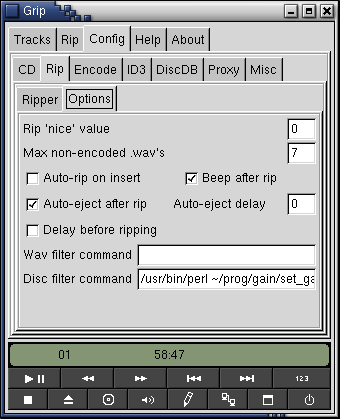 Grip
Tracks Rip Config Help About
CD Rip Encode ID3 DiscDB Proxy Misc
Ripper Options
Rip 'nice' value 0
Max non-encoded .wav's 7
Auto-rip on insert Beep after rip
Auto-eject after rip Auto-eject delay 0
Delay before ripping
Wav filter command
Disc filter command /usr/bin/perl ~/prog/gain/set_ga
01 58:47
123